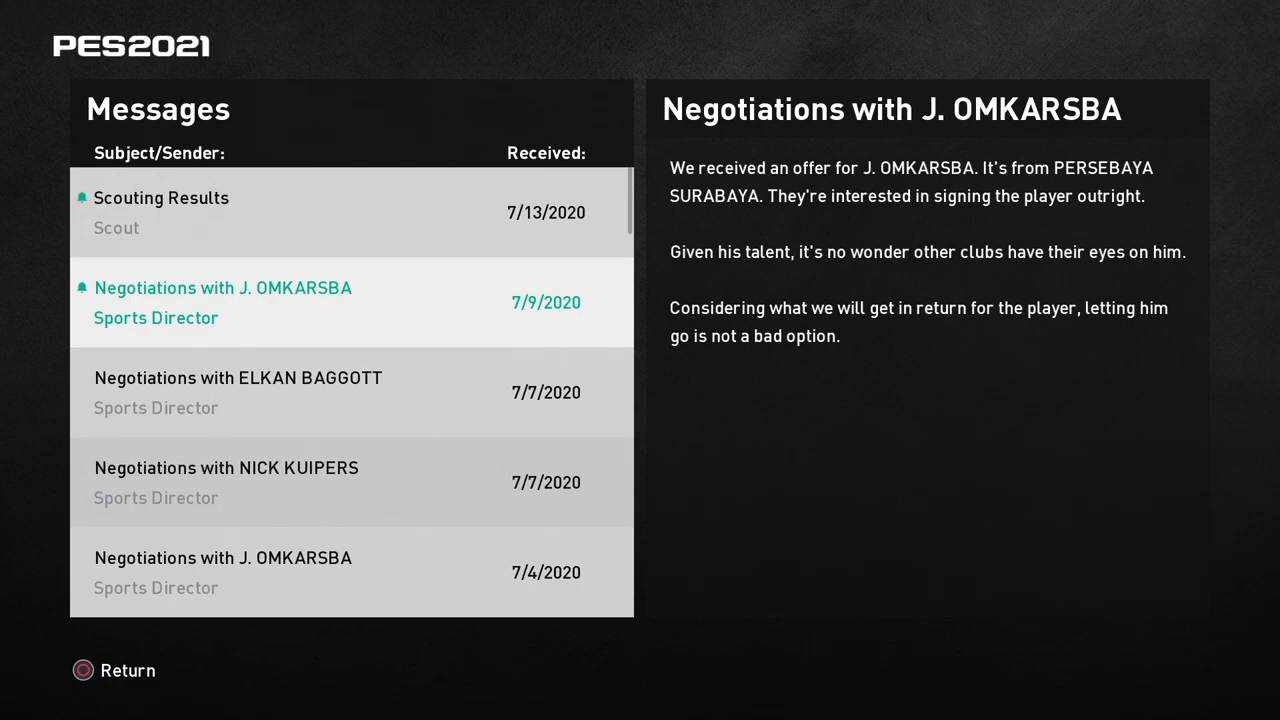 PES2021
Messages
Subject/Sender:
Received:
Scouting Results
Scout
7/13/2020
Negotiations with J. OMKARSBA
Sports Director
7/9/2020
Negotiations with ELKAN BAGGOTT
Sports Director
7/7/2020
Negotiations with NICK KUIPERS
Sports Director
7/7/2020
Negotiations with J. OMKARSBA
Sports Director
7/4/2020
Negotiations with J. OMKARSBA
We received an offer for J. OMKARSBA. It's from PERSEBAYA
SURABAYA. They're interested in signing the player outright.
Given his talent, it's no wonder other clubs have their eyes on him.
Considering what we will get in return for the player, letting him
go is not a bad option.
Return